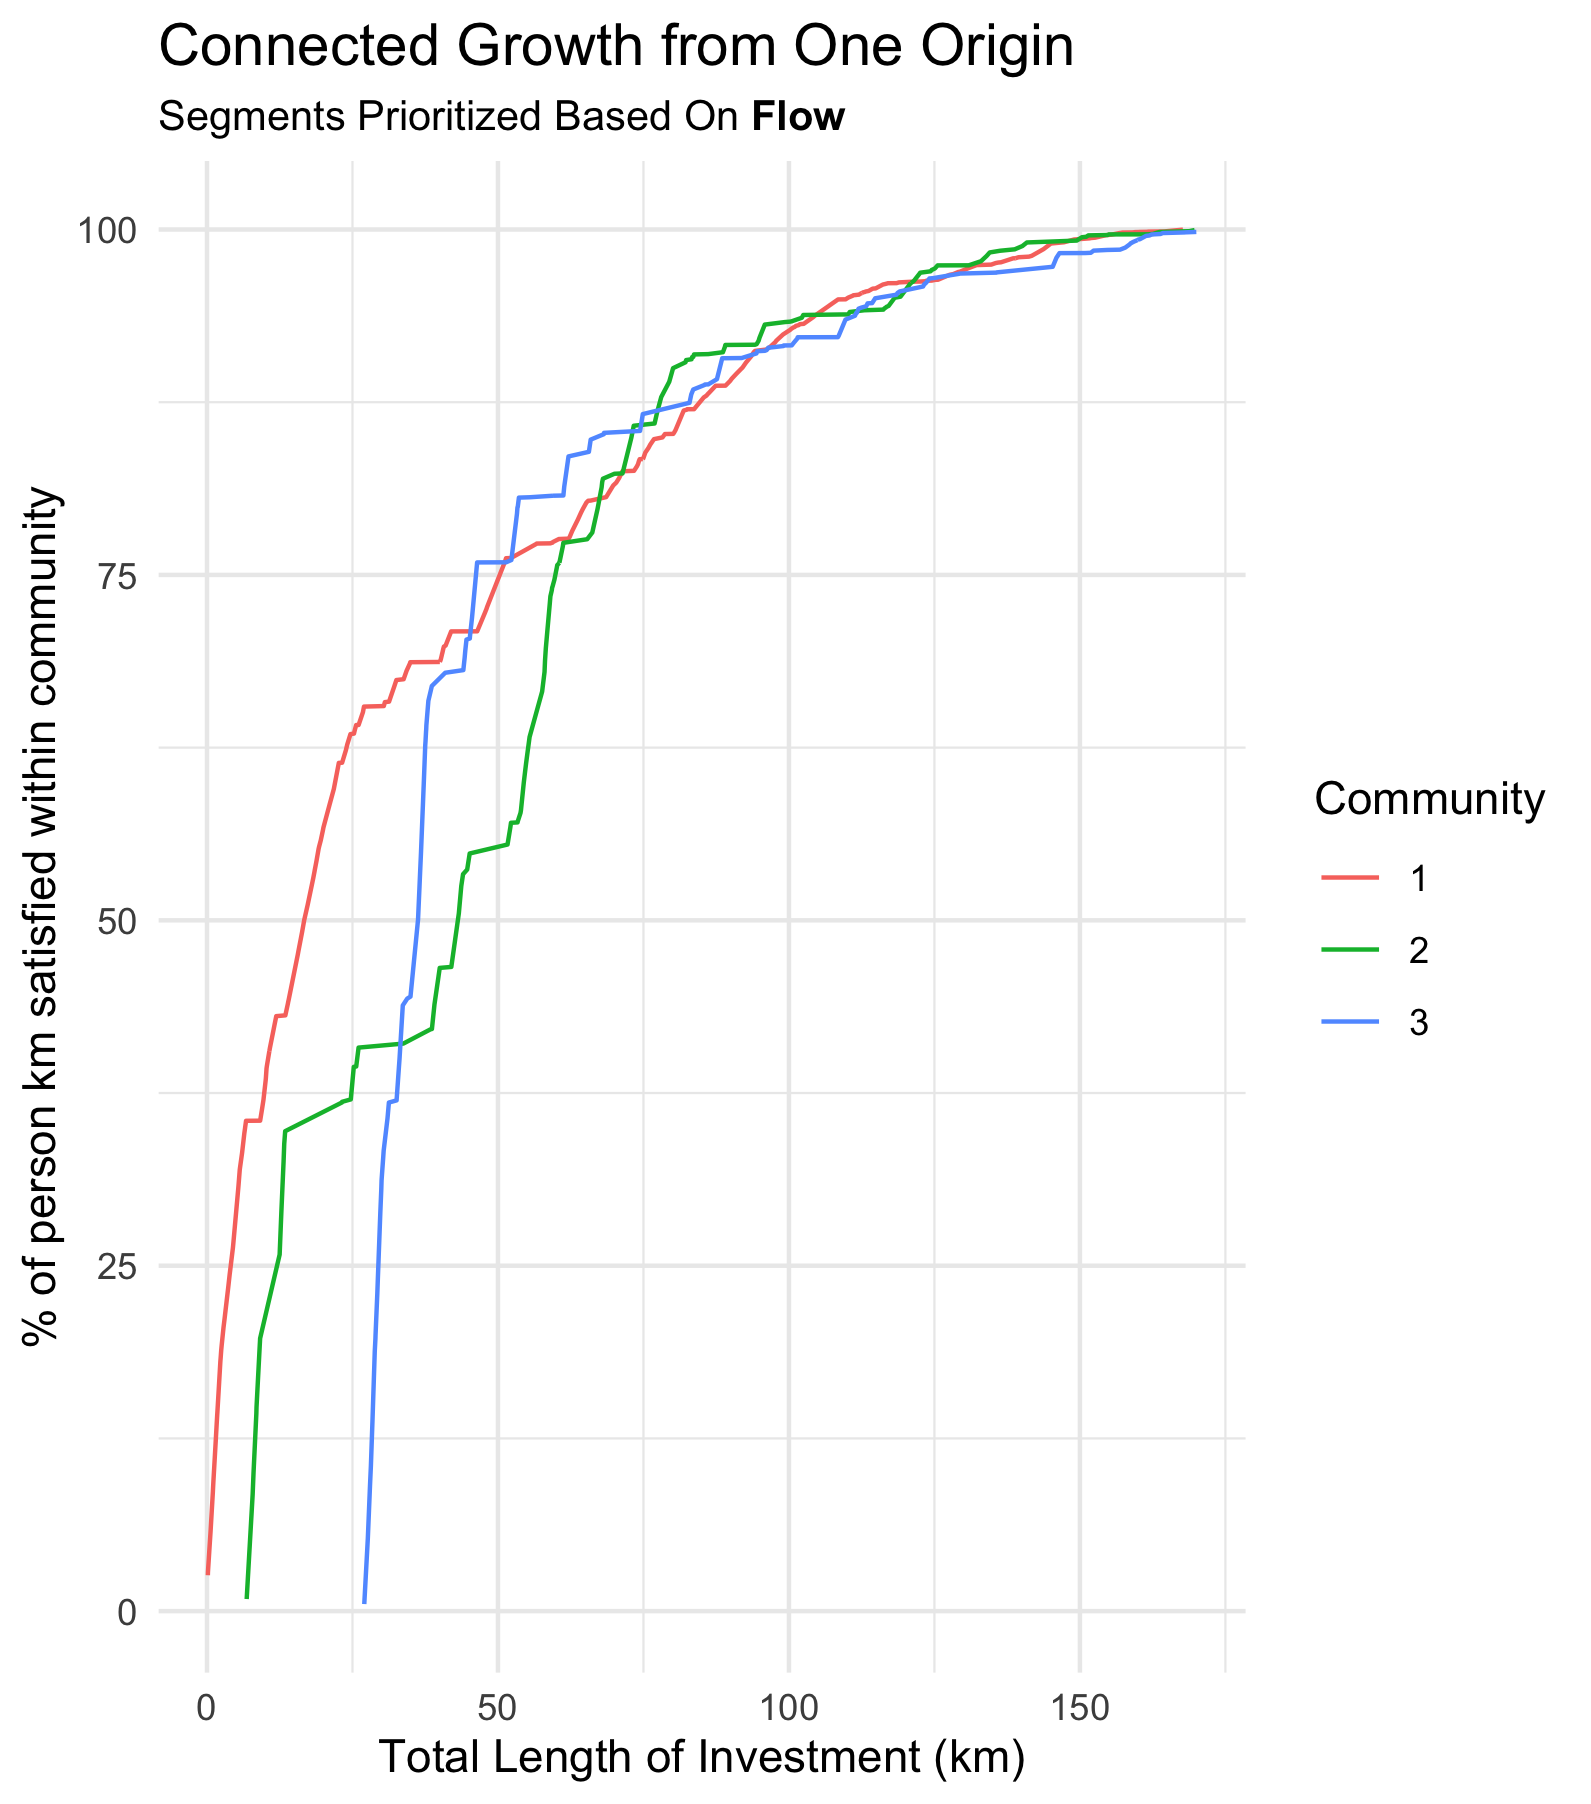 Connected Growth from One Origin
Segments Prioritized Based On Flow
% of person km satisfied within community
100
75
50
25
0
0 50 100 150
Total Length of Investment (km)
Community
1
2
3